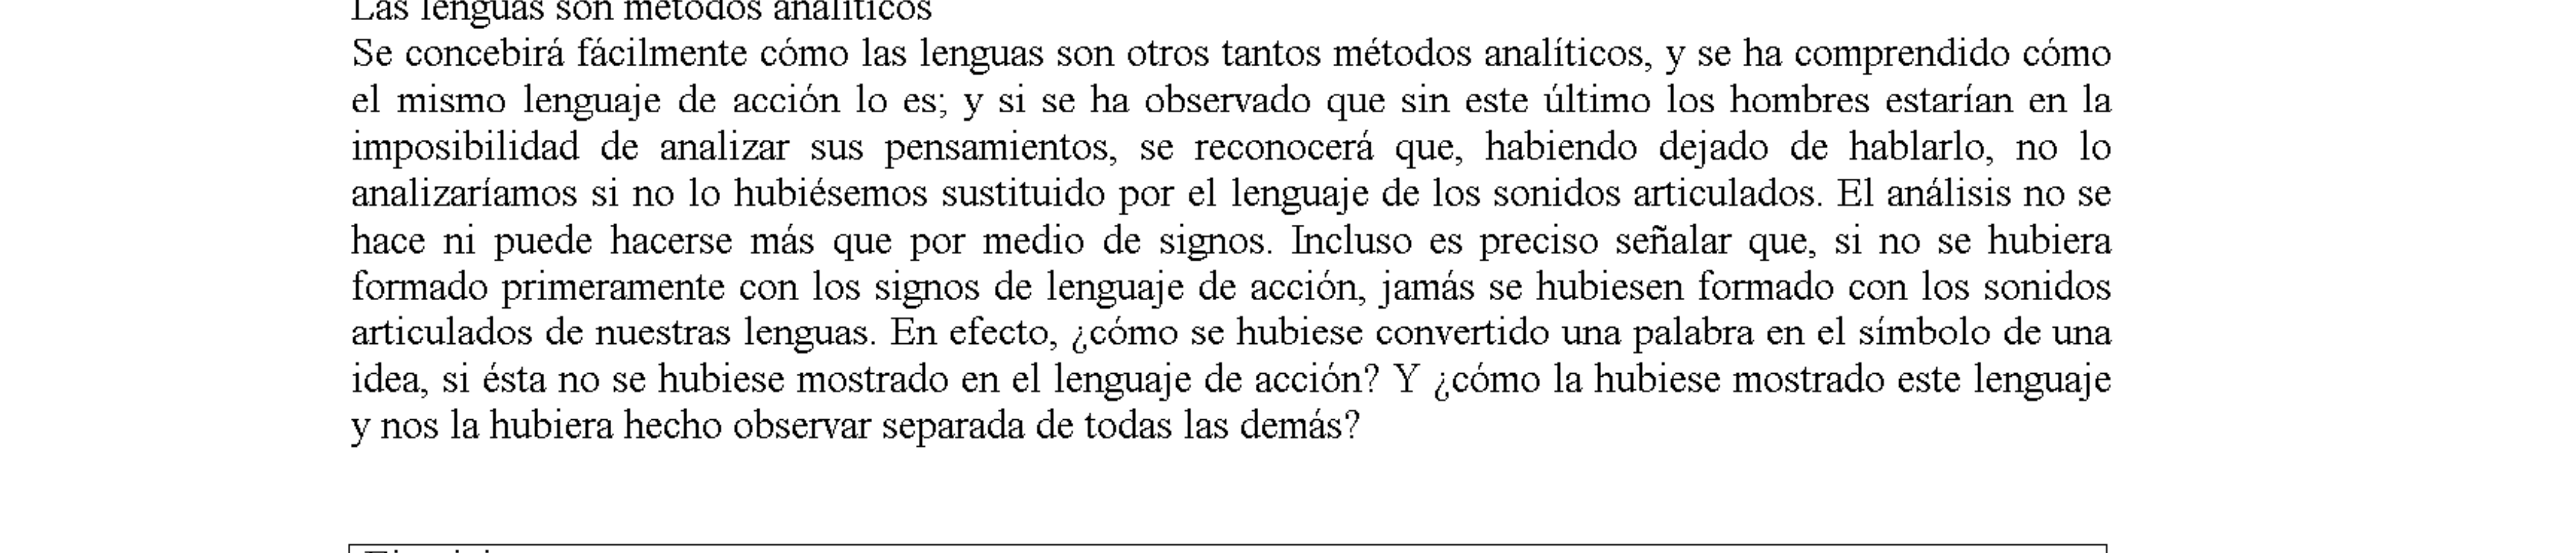 Las lenguas son métodos analíticos
Se concebirá fácilmente cómo las lenguas son otros tantos métodos analíticos, y se ha comprendido cómo
el mismo lenguaje de acción lo es; y si se ha observado que sin este último los hombres estarían en la
imposibilidad de analizar sus pensamientos, se reconocerá que, habiendo dejado de hablarlo, no lo
analizaríamos si no lo hubiésemos sustituido por el lenguaje de los sonidos articulados. El análisis no se
hace ni puede hacerse más que por medio de signos. Incluso es preciso señalar que, si no se hubiera
formado primeramente con los signos de lenguaje de acción, jamás se hubiesen formado con los sonidos
articulados de nuestras lenguas. En efecto, ¿cómo se hubiese convertido una palabra en el símbolo de una
idea, si ésta no se hubiese mostrado en el lenguaje de acción? Y ¿cómo la hubiese mostrado este lenguaje
y nos la hubiera hecho observar separada de todas las demás?